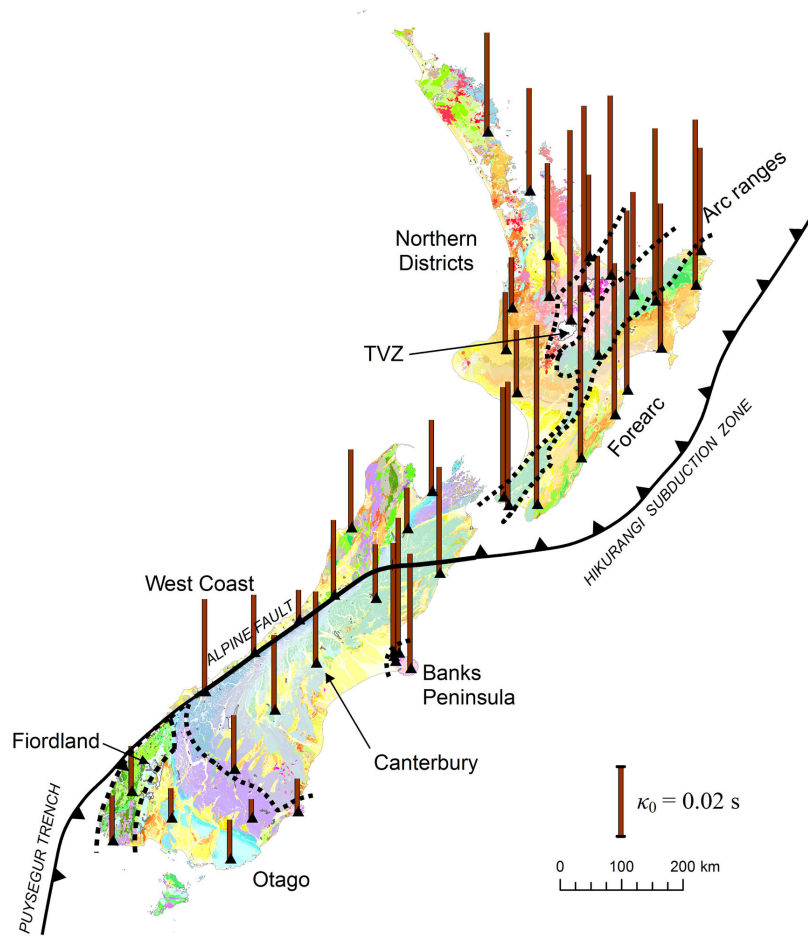 Arc ranges
Northern
Districts
TVZ
Forearc
HIKURANGI SUBDUCTION ZONE
West Coast
ALPINE FAULT
Banks
Peninsula
Fiordland
Canterbury
κ₀ = 0.02 s
PUYSEGUR TRENCH
0 100 200 km
Otago